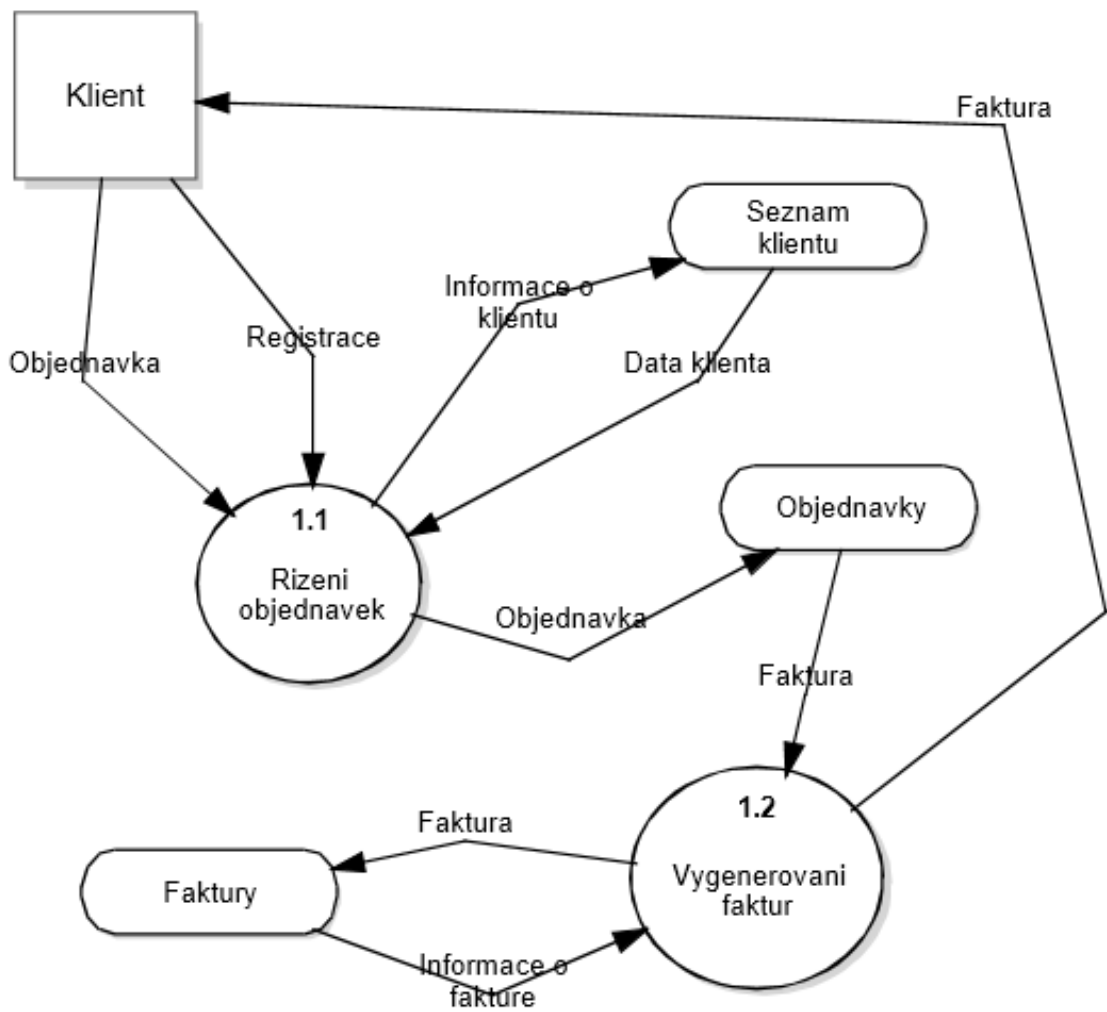 Klient
Faktura
Seznam
klientu
Informace o
klientu
Registrace
Objednavka
Data klienta
1.1
Rizeni
objednavek
Objednavky
Objednavka
Faktura
1.2
Vygenerovani
faktur
Faktura
Faktury
Informace o
fakture